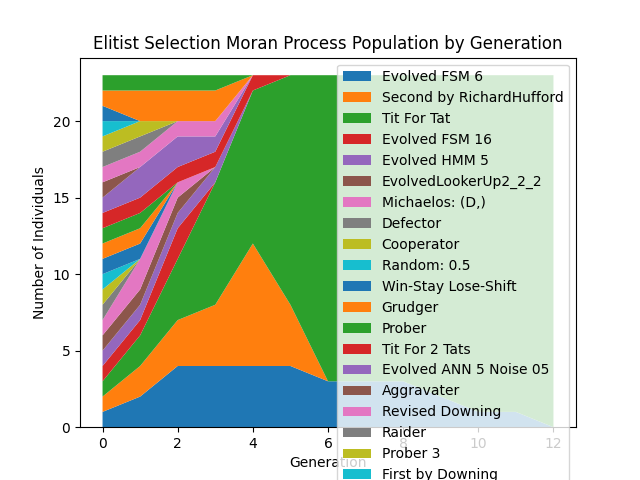 Elitist Selection Moran Process Population by Generation
Number of Individuals
20
15
10
5
0
0
2
4
6
8
10
12
Generation
Evolved FSM 6
Second by RichardHufford
Tit For Tat
Evolved FSM 16
Evolved HMM 5
EvolvedLookerUp2_2_2
Michaelos: (D,)
Defector
Cooperator
Random: 0.5
Win-Stay Lose-Shift
Grudger
Prober
Tit For 2 Tats
Evolved ANN 5 Noise 05
Aggravater
Revised Downing
Raider
Prober 3
First by Downing